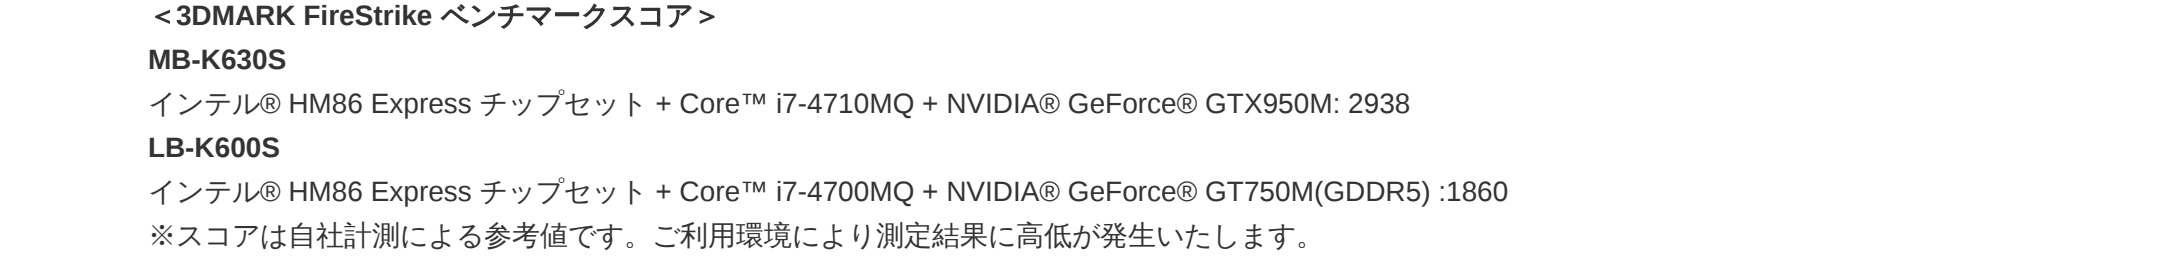 ＜3DMARK FireStrike ベンチマークスコア＞
MB-K630S
インテル® HM86 Express チップセット + Core™ i7-4710MQ + NVIDIA® GeForce® GTX950M: 2938
LB-K600S
インテル® HM86 Express チップセット + Core™ i7-4700MQ + NVIDIA® GeForce® GT750M(GDDR5) :1860
※スコアは自社計測による参考値です。ご利用環境により測定結果に高低が発生いたします。